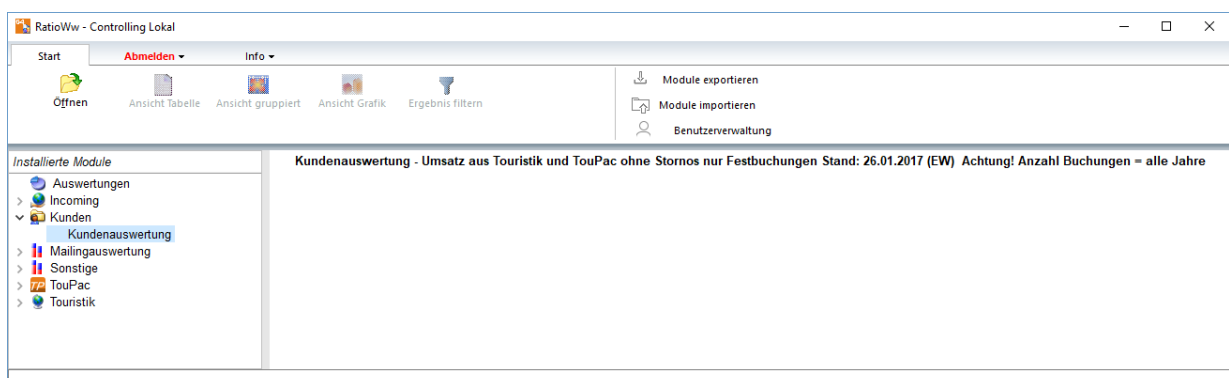 RatioWw - Controlling Lokal
Start Abmelden Info
Öffnen Ansicht Tabelle Ansicht gruppiert Ansicht Grafik Ergebnis filtern
Module exportieren
Module importieren
Benutzerverwaltung
Installierte Module
Kundenauswertung - Umsatz aus Touristik und TouPac ohne Stornos nur Festbuchungen Stand: 26.01.2017 (EW) Achtung! Anzahl Buchungen = alle Jahre
Auswertungen
Incoming
Kunden
Kundenauswertung
Mailingauswertung
Sonstige
TP TouPac
Touristik